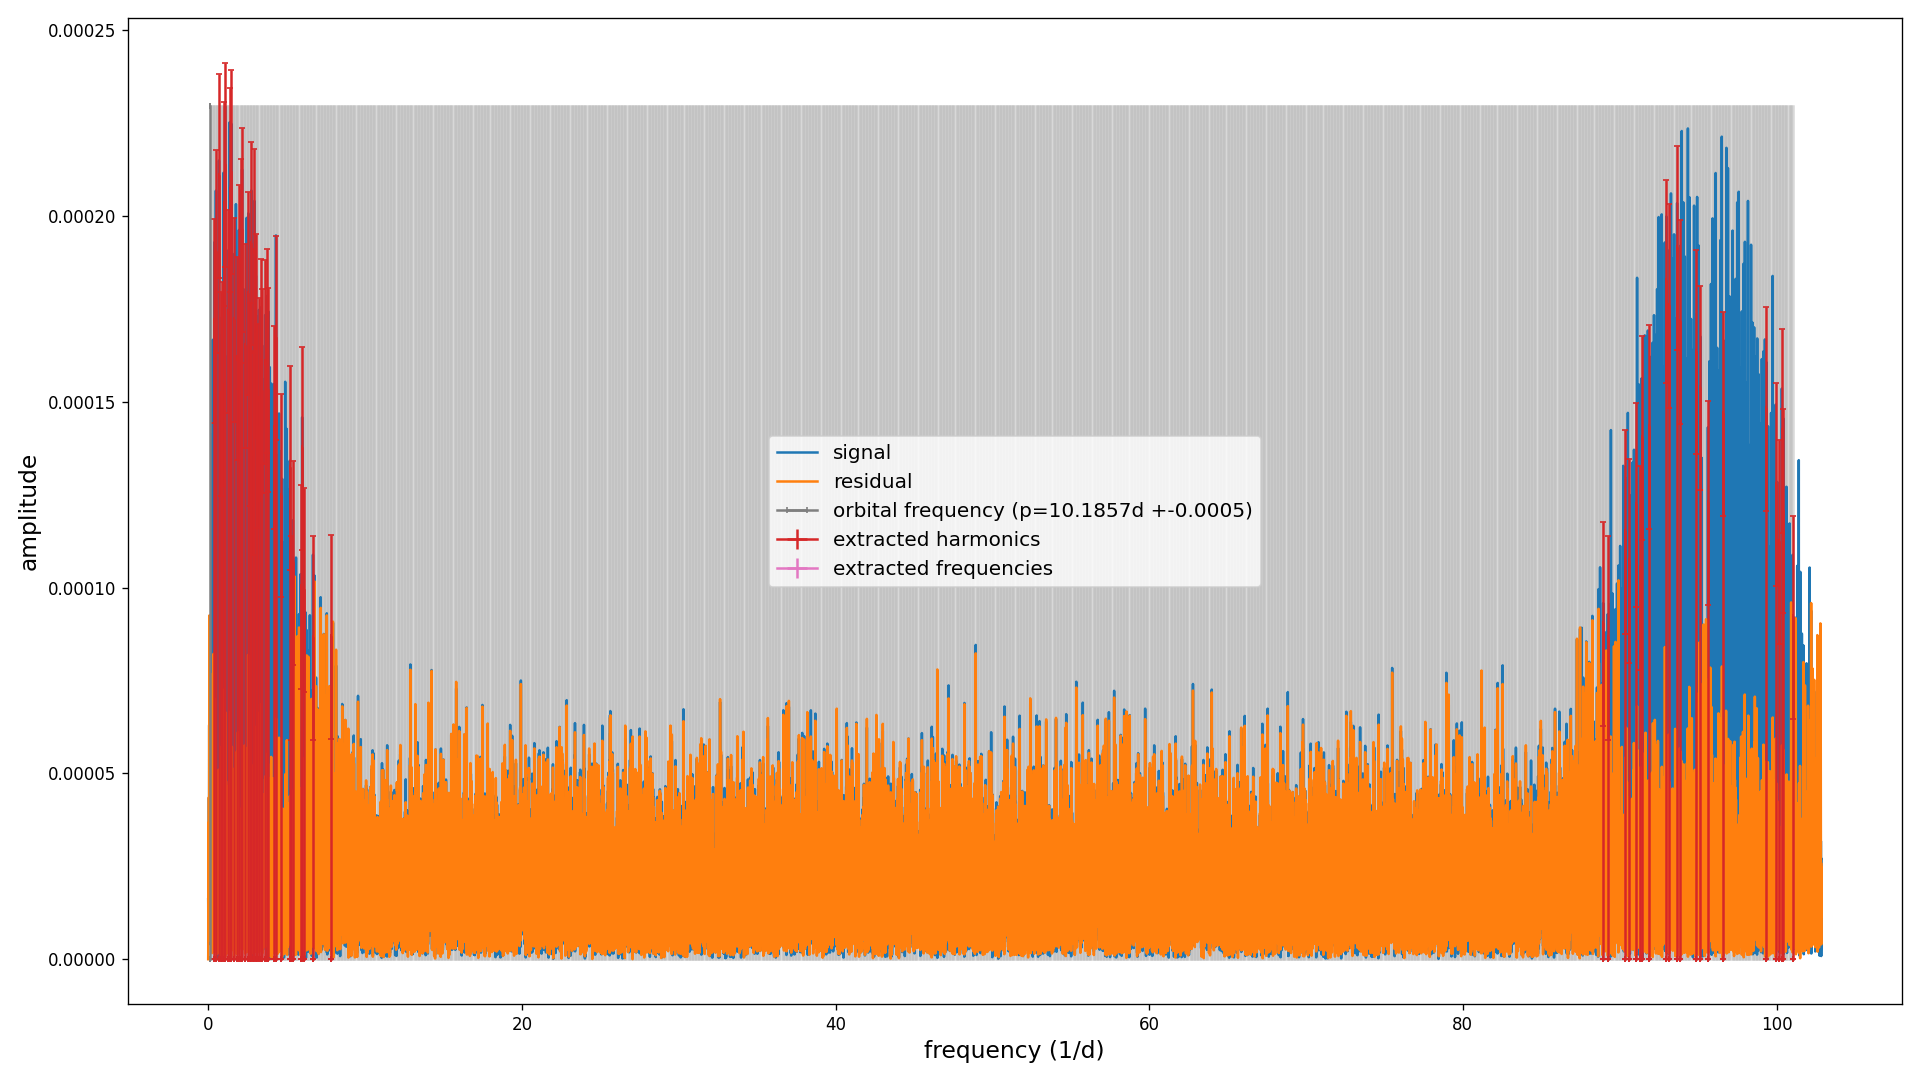 0.00025
0.00020
0.00015
0.00010
0.00005
0.00000
amplitude
signal
residual
orbital frequency (p=10.1857d +-0.0005)
extracted harmonics
extracted frequencies
0 20 40 60 80 100
frequency (1/d)